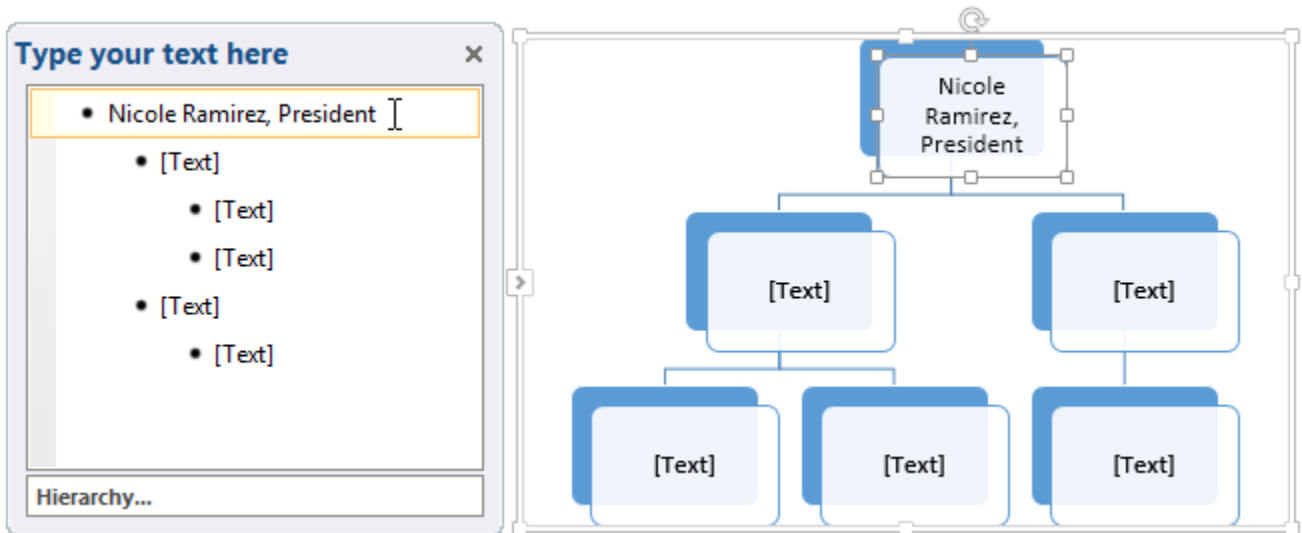 Type your text here
Nicole Ramirez, President
[Text]
[Text]
[Text]
[Text]
[Text]
Hierarchy...
Nicole
Ramirez,
President
[Text]
[Text]
[Text]
[Text]
[Text]